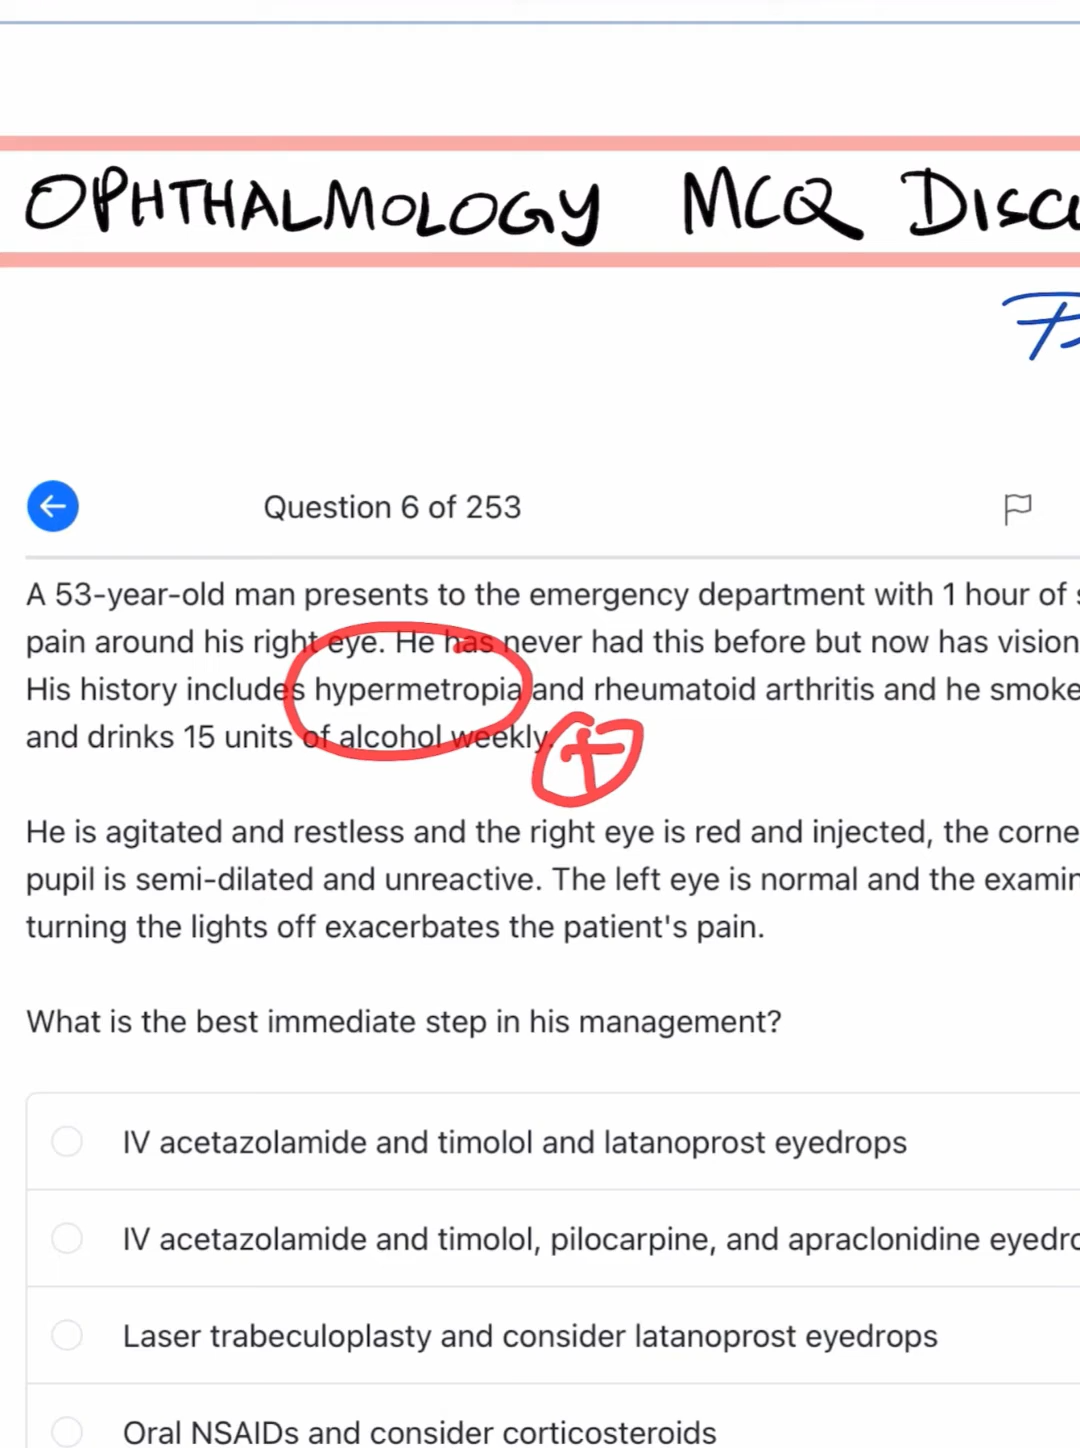 OPHTHALMOLOGY MCQ
Question 6 of 253
A 53-year-old man presents to the emergency department with 1 hour of
pain around his right eye. He has never had this before but now has vision
His history includes hypermetropia and rheumatoid arthritis and he
and drinks 15 units of alcohol weekly.
He is agitated and restless and the right eye is red and injected, the
pupil is semi-dilated and unreactive. The left eye is normal and the
turning the lights off exacerbates the patient's pain.
What is the best immediate step in his management?
IV acetazolamide and timolol and latanoprost eyedrops
IV acetazolamide and timolol, pilocarpine, and apraclonidine
Laser trabeculoplasty and consider latanoprost eyedrops
Oral NSAIDs and consider corticosteroids